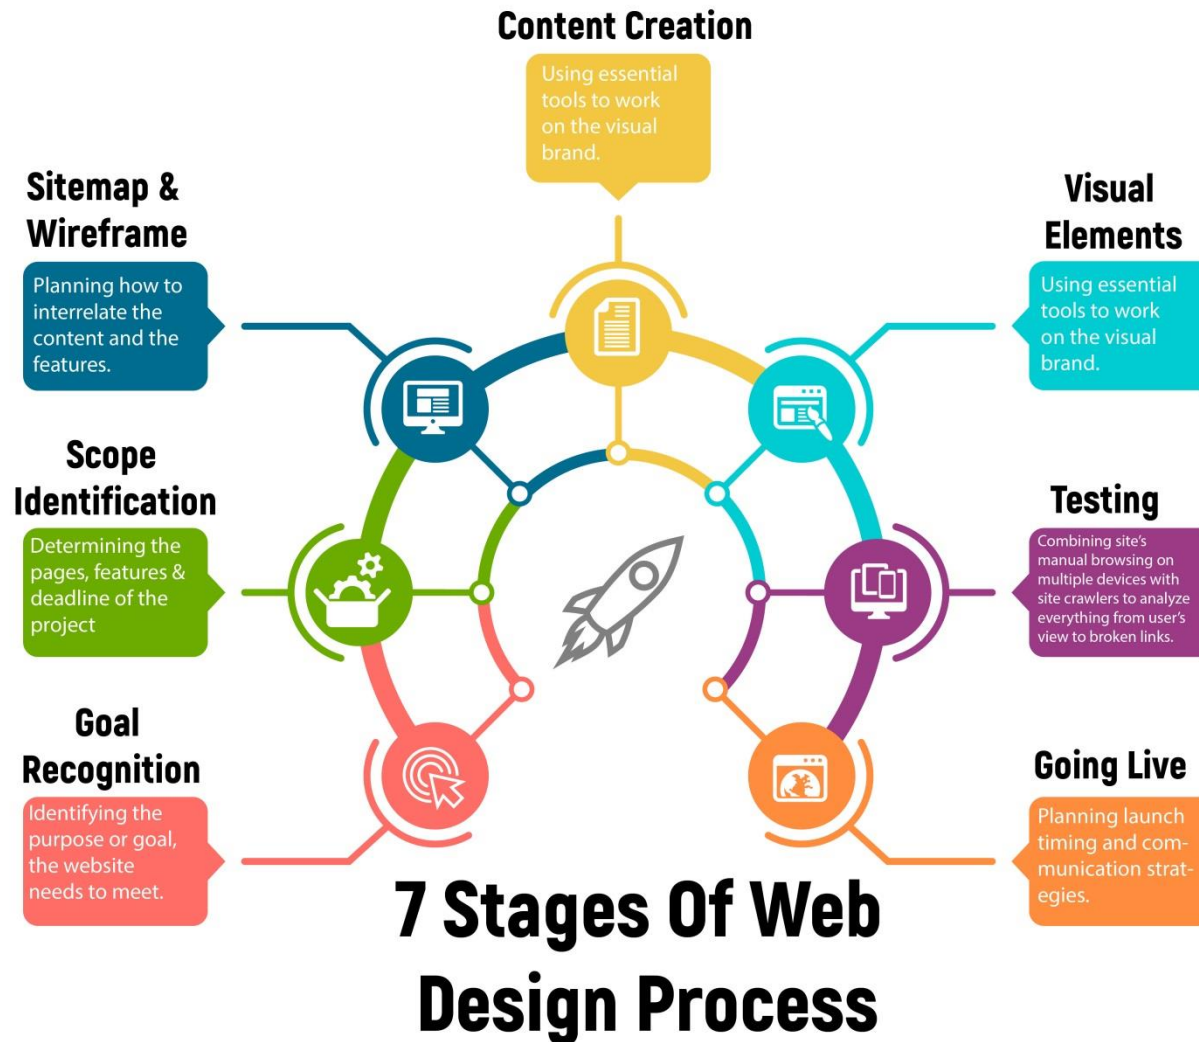 Content Creation
Using essential
tools to work
on the visual
brand.
Sitemap &
Wireframe
Planning how to
interrelate the
content and the
features.
Visual
Elements
Using essential
tools to work
on the visual
brand.
Scope
Identification
Determining the
pages, features &
deadline of the
project
Testing
Combining site's
manual browsing on
multiple devices with
site crawlers to analyze
everything from user's
view to broken links.
Goal
Recognition
Identifying the
purpose or goal,
the website
needs to meet.
Going Live
Planning launch
timing and com-
munication strat-
egies.
7 Stages Of Web
Design Process